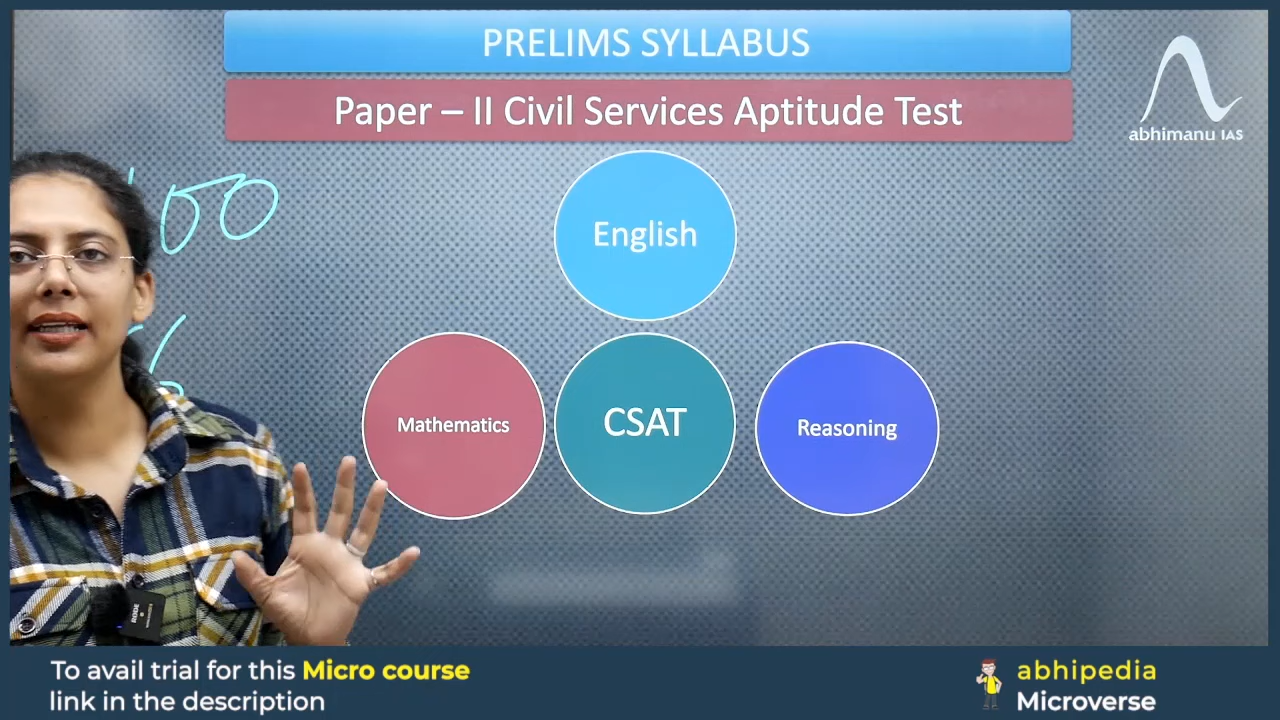 PRELIMS SYLLABUS
Paper – II Civil Services Aptitude Test
abhimanu IAS
English
Mathematics
CSAT
Reasoning
RODE
To avail trial for this Micro course
link in the description
abhipedia
Microverse